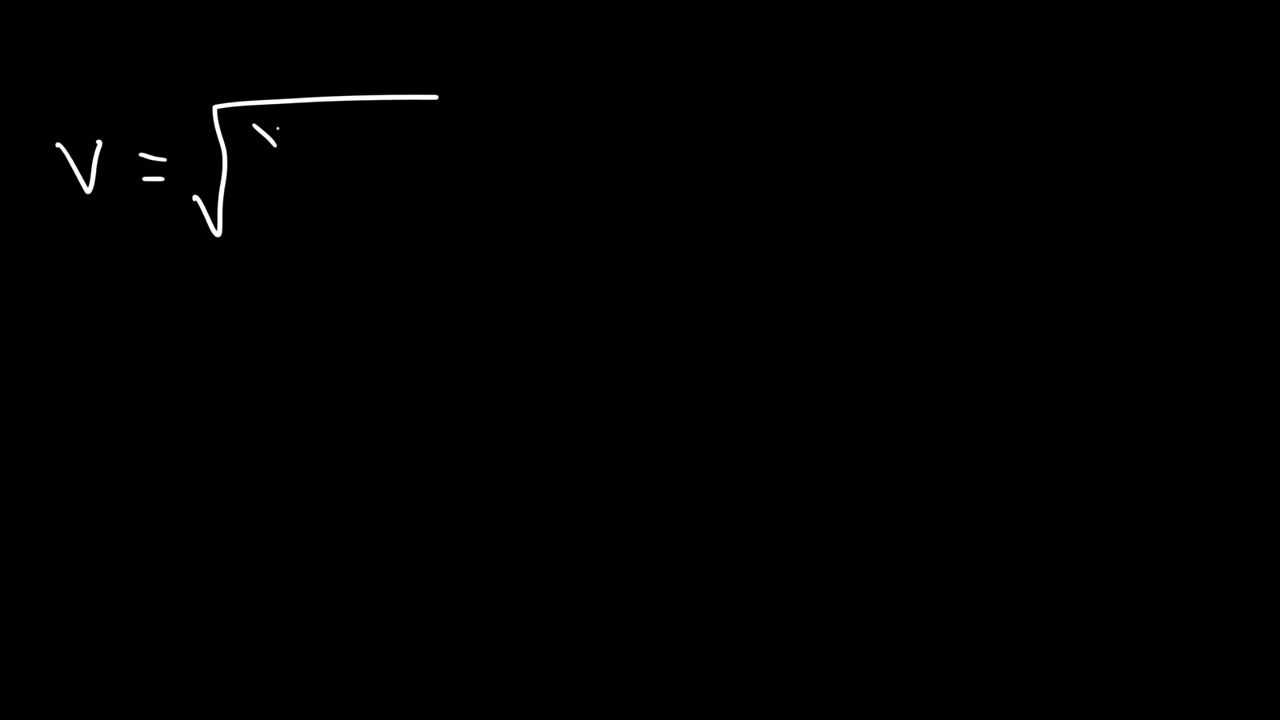 V = √